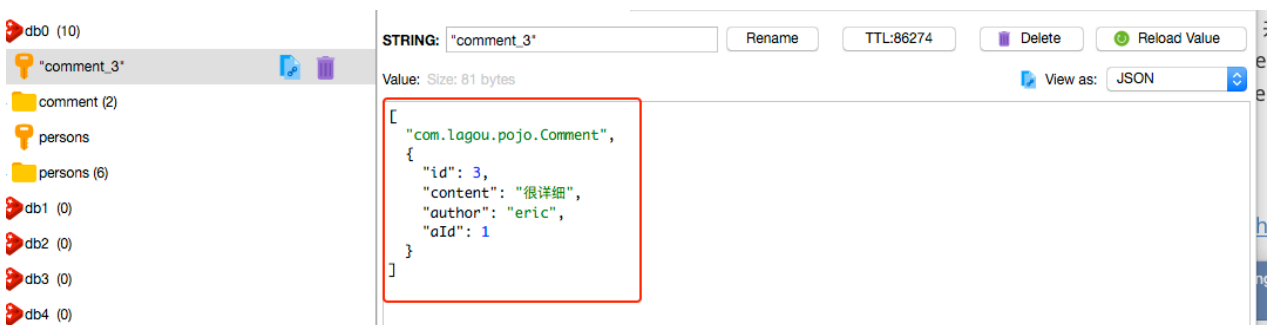 db0 (10)
"comment_3"
comment (2)
persons
persons (6)
db1 (0)
db2 (0)
db3 (0)
db4 (0)
STRING: "comment_3" Rename TTL:86274 Delete Reload Value
Value: Size: 81 bytes View as: JSON
[
"com.lagou.pojo.Comment",
{
"id": 3,
"content": "很详细",
"author": "eric",
"aId": 1
}
]